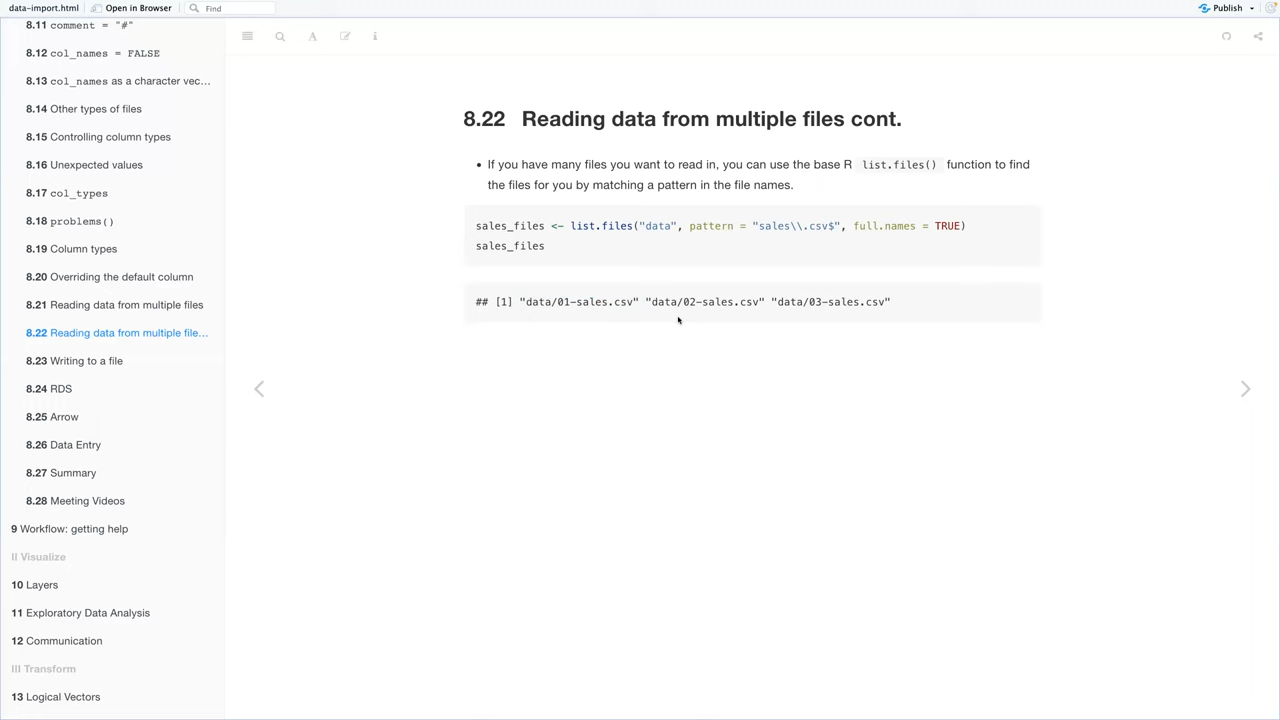 data-import.html
Open in Browser
Find
Publish
8.11 comment = "#"
8.12 col_names = FALSE
8.13 col_names as a character vec...
8.14 Other types of files
8.15 Controlling column types
8.16 Unexpected values
8.17 col_types
8.18 problems()
8.19 Column types
8.20 Overriding the default column
8.21 Reading data from multiple files
8.22 Reading data from multiple file...
8.23 Writing to a file
8.24 RDS
8.25 Arrow
8.26 Data Entry
8.27 Summary
8.28 Meeting Videos
9 Workflow: getting help
II Visualize
10 Layers
11 Exploratory Data Analysis
12 Communication
III Transform
13 Logical Vectors
A
i
8.22 Reading data from multiple files cont.
• If you have many files you want to read in, you can use the base R list.files() function to find
the files for you by matching a pattern in the file names.
sales_files <- list.files("data", pattern = "sales\\.csv$", full.names = TRUE)
sales_files
## [1] "data/01-sales.csv" "data/02-sales.csv" "data/03-sales.csv"